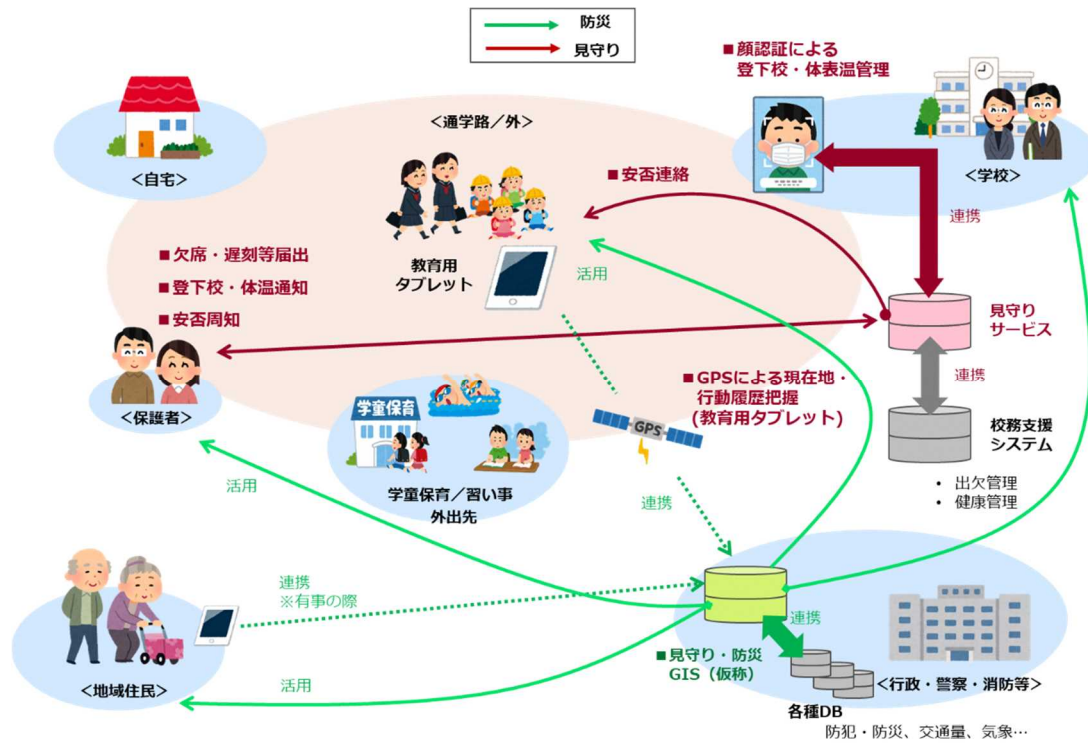 防災
見守り
■顔認証による
登下校・体表温管理
＜通学路／外＞
＜自宅＞
＜学校＞
■安否連絡
連携
■欠席・遅刻等届出
■登下校・体温通知
■安否周知
教育用
タブレット
活用
見守り
サービス
＜保護者＞
学童保育
GPS
■GPSによる現在地・
行動履歴把握
(教育用タブレット)
連携
校務支援
システム
• 出欠管理
• 健康管理
学童保育／習い事
外出先
活用
連携
連携
※有事の際
連携
■見守り・防災
GIS（仮称）
＜地域住民＞
活用
＜行政・警察・消防等＞
各種DB
防犯・防災、交通量、気象…